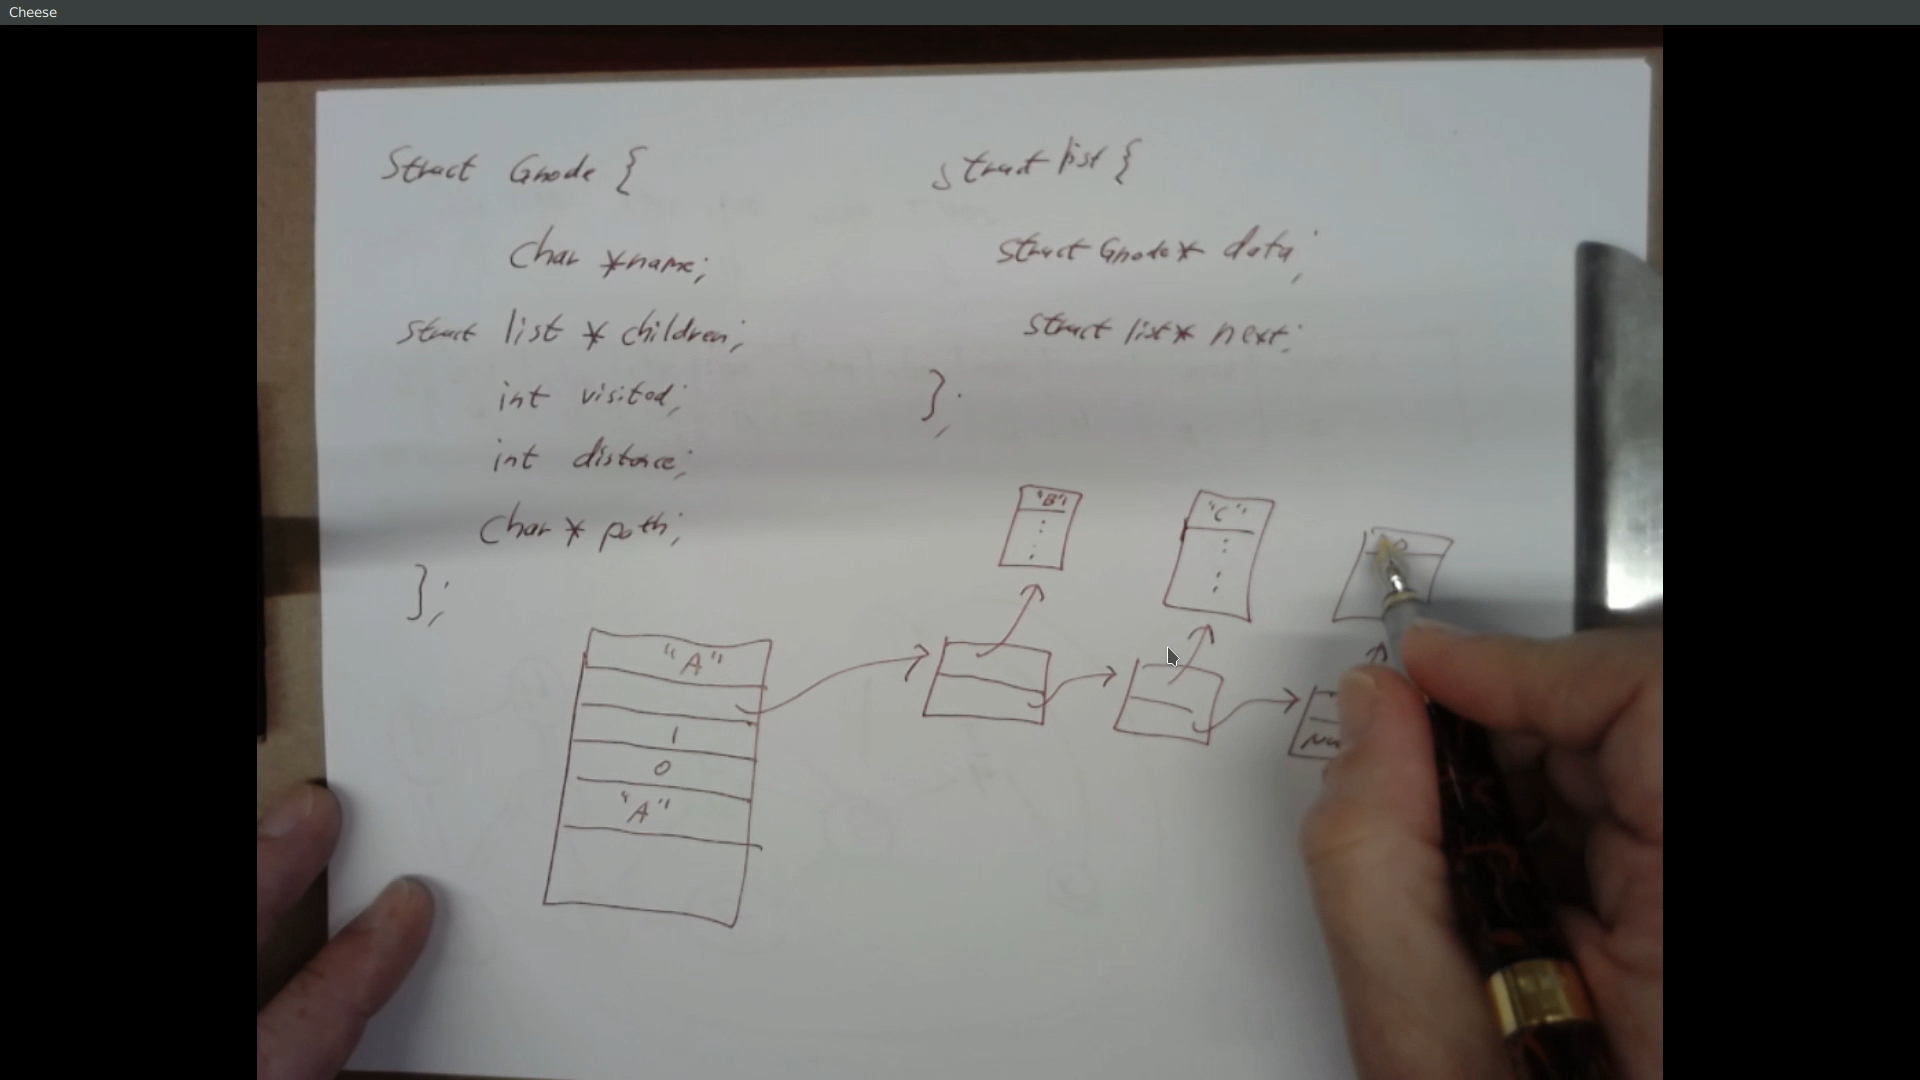 Cheese
Struct Gnode {
char *name;
struct list * children;
int visited;
int distance;
char * path;
};
struct list {
struct Gnode* data;
struct list* next;
};
"B"
"C"
"A"
1
0
"A"